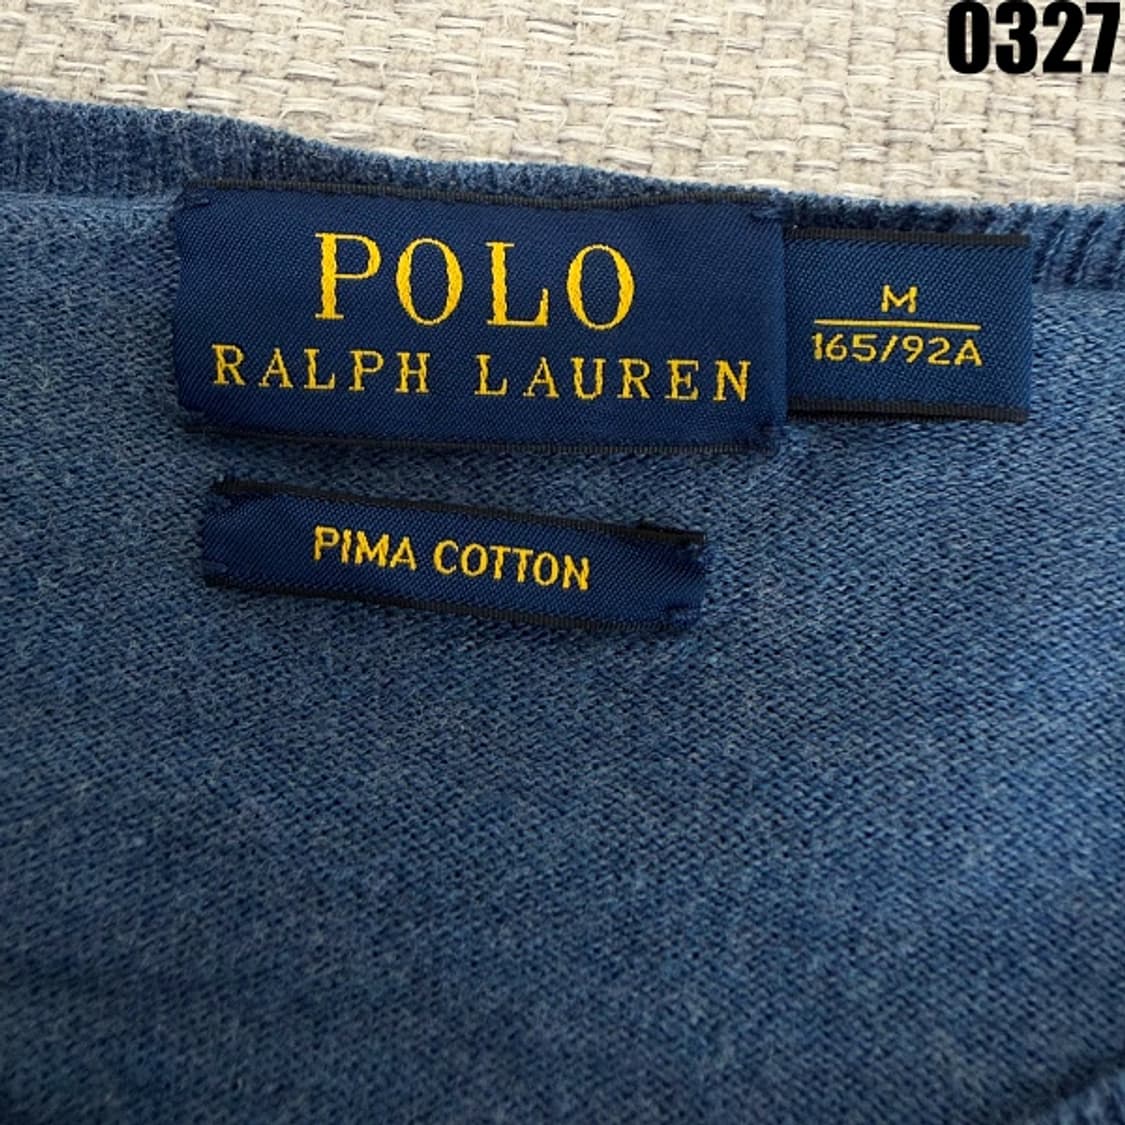 0327
POLO
RALPH LAUREN
M
165/92A
PIMA COTTON